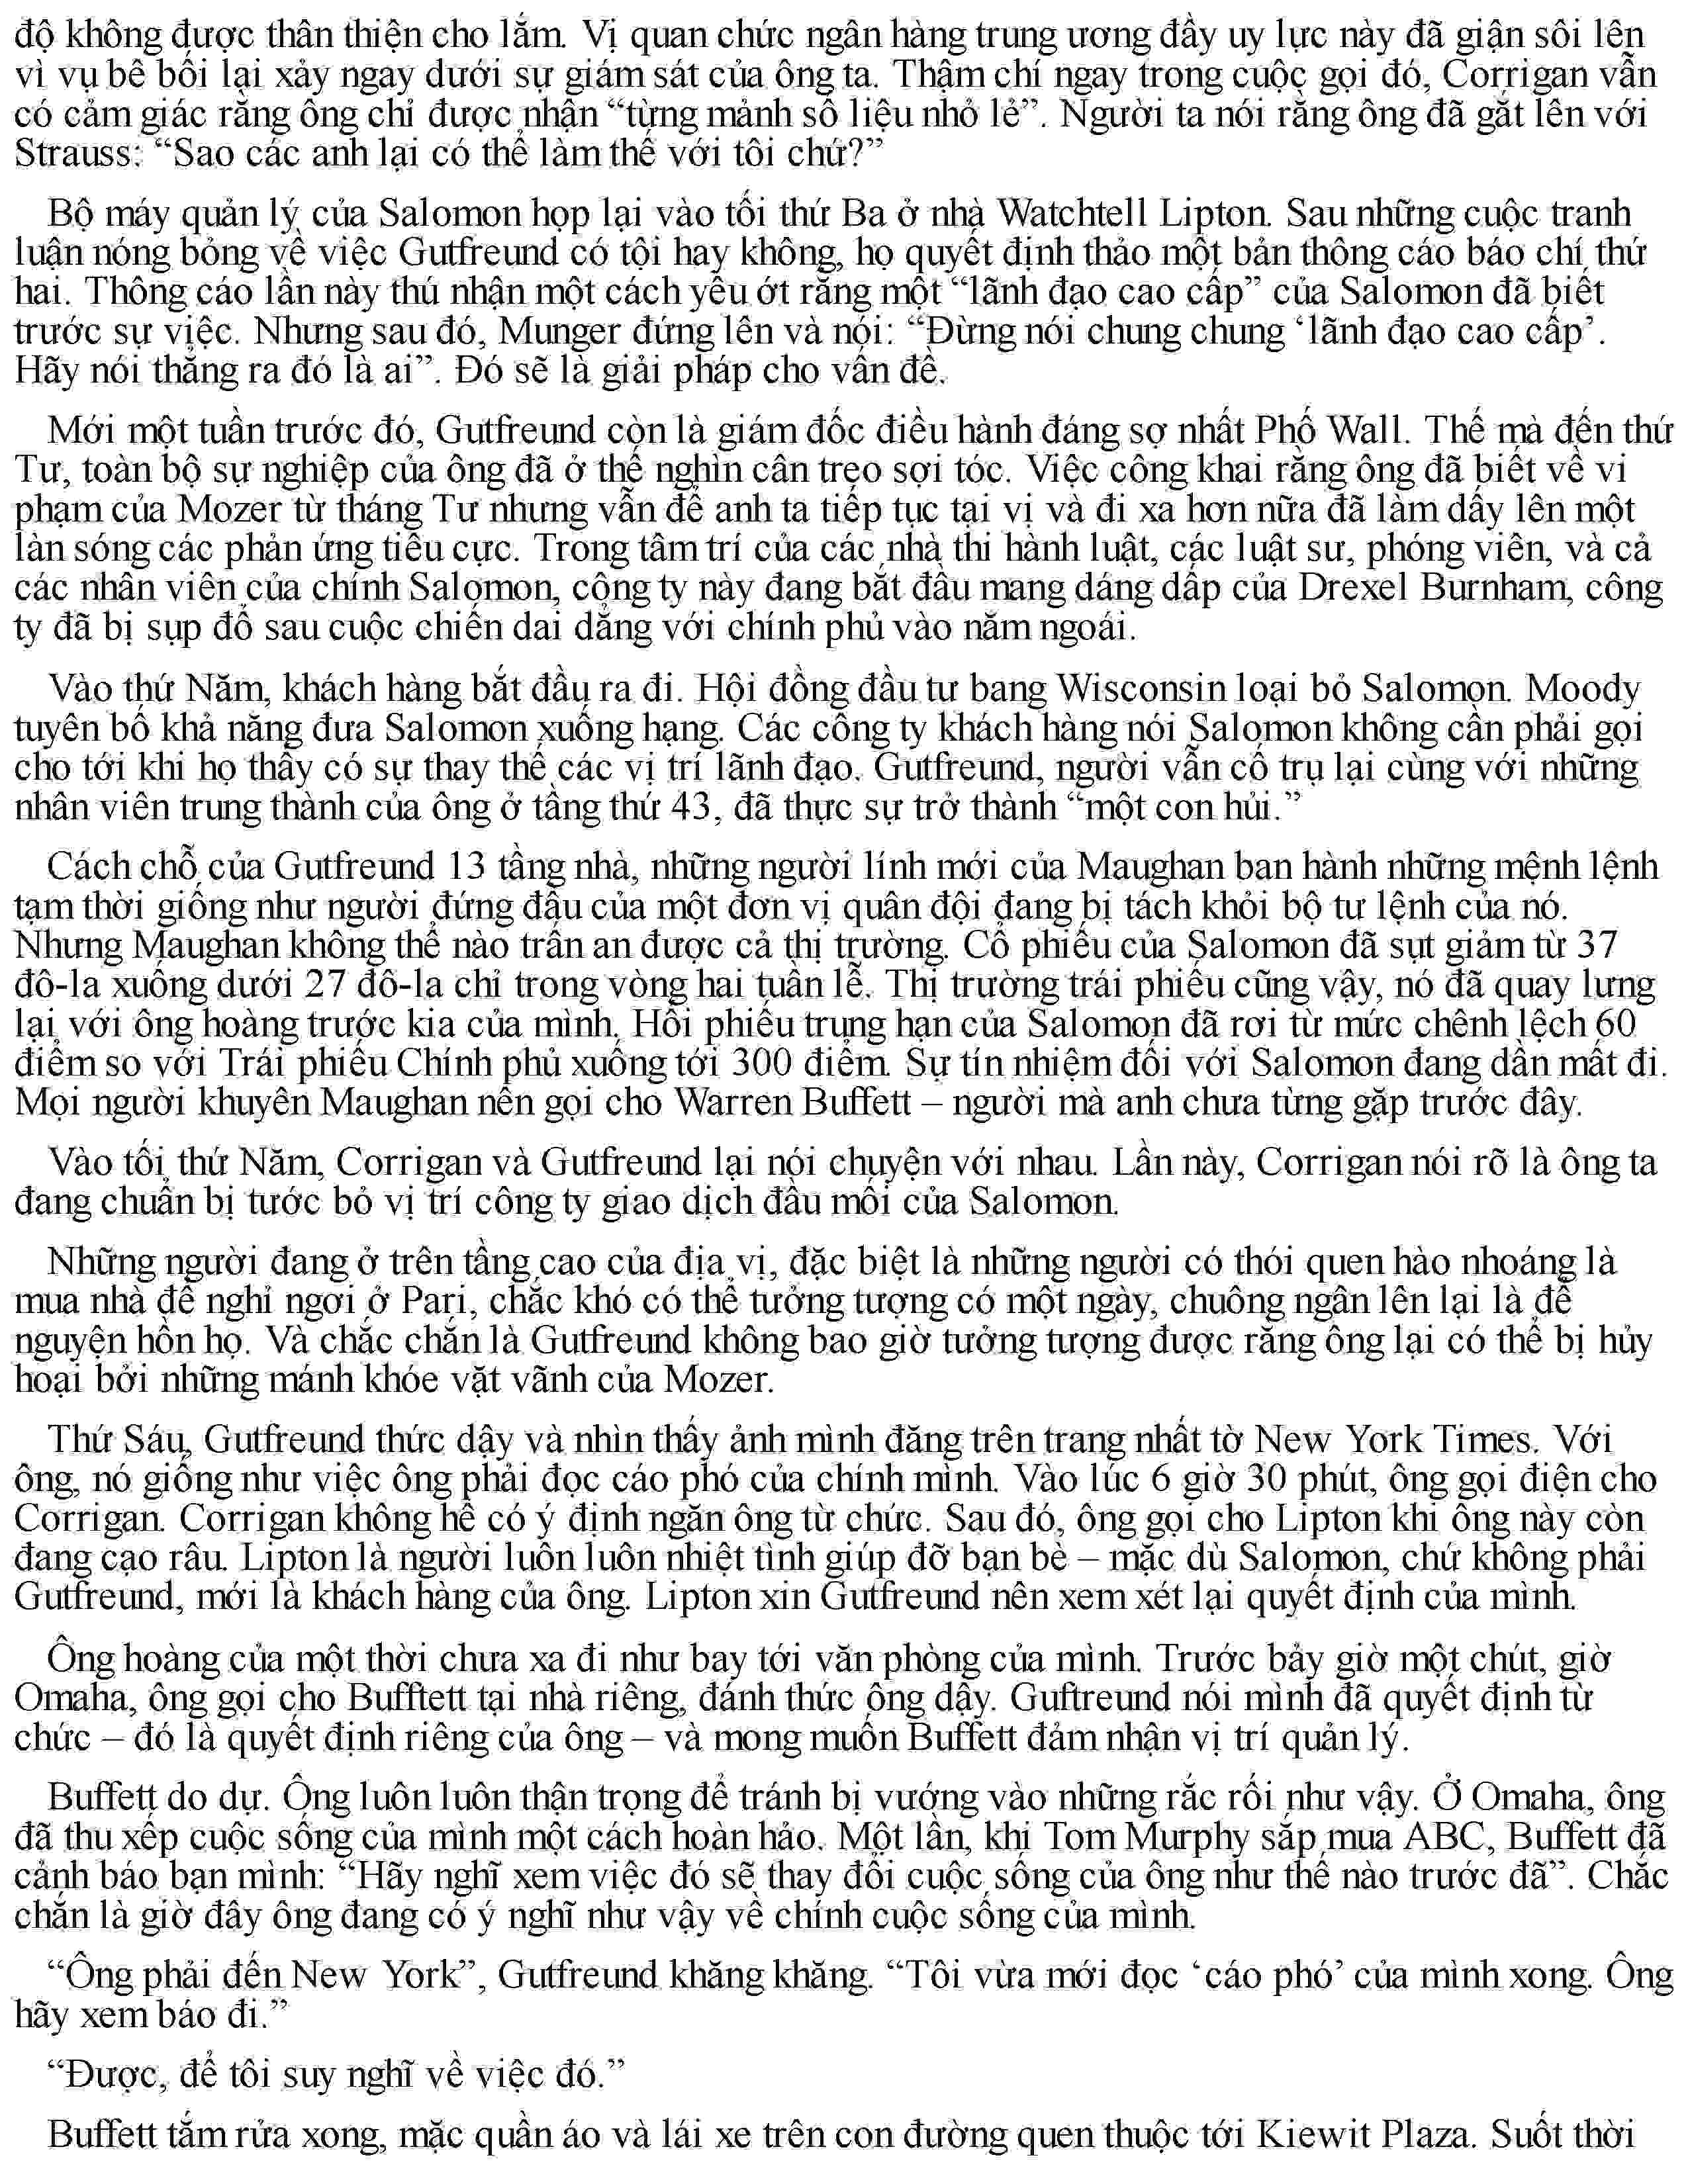 độ không được thân thiện cho lắm. Vị quan chức ngân hàng trung ương đầy uy lực này đã giận sôi lên
vì vụ bê bối lại xảy ngay dưới sự giám sát của ông ta. Thậm chí ngay trong cuộc gọi đó, Corrigan vẫn
có cảm giác rằng ông chỉ được nhận “từng mảnh số liệu nhỏ lẻ”. Người ta nói rằng ông đã gắt lên với
Strauss: “Sao các anh lại có thể làm thế với tôi chứ?”
Bộ máy quản lý của Salomon họp lại vào tối thứ Ba ở nhà Watchtell Lipton. Sau những cuộc tranh
luận nóng bỏng về việc Gutfreund có tội hay không, họ quyết định thảo một bản thông cáo báo chí thứ
hai. Thông cáo lần này thú nhận một cách yếu ớt rằng một “lãnh đạo cao cấp” của Salomon đã biết
trước sự việc. Nhưng sau đó, Munger đứng lên và nói: “Đừng nói chung chung ‘lãnh đạo cao cấp’.
Hãy nói thẳng ra đó là ai”. Đó sẽ là giải pháp cho vấn đề.
Mới một tuần trước đó, Gutfreund còn là giám đốc điều hành đáng sợ nhất Phố Wall. Thế mà đến thứ
Tư, toàn bộ sự nghiệp của ông đã ở thế nghìn cân treo sợi tóc. Việc công khai rằng ông đã biết về vi
phạm của Mozer từ tháng Tư nhưng vẫn để anh ta tiếp tục tại vị và đi xa hơn nữa đã làm dấy lên một
làn sóng các phản ứng tiêu cực. Trong tâm trí của các nhà thi hành luật, các luật sư, phóng viên, và cả
các nhân viên của chính Salomon, công ty này đang bắt đầu mang dáng dấp của Drexel Burnham, công
ty đã bị sụp đổ sau cuộc chiến dai dẳng với chính phủ vào năm ngoái.
Vào thứ Năm, khách hàng bắt đầu ra đi. Hội đồng đầu tư bang Wisconsin loại bỏ Salomon. Moody
tuyên bố khả năng đưa Salomon xuống hạng. Các công ty khách hàng nói Salomon không cần phải gọi
cho tới khi họ thấy có sự thay thế các vị trí lãnh đạo. Gutfreund, người vẫn cố trụ lại cùng với những
nhân viên trung thành của ông ở tầng thứ 43, đã thực sự trở thành “một con hủi.”
Cách chỗ của Gutfreund 13 tầng nhà, những người lính mới của Maughan ban hành những mệnh lệnh
tạm thời giống như người đứng đầu của một đơn vị quân đội đang bị tách khỏi bộ tư lệnh của nó.
Nhưng Maughan không thể nào trấn an được cả thị trường. Cổ phiếu của Salomon đã sụt giảm từ 37
đô-la xuống dưới 27 đô-la chỉ trong vòng hai tuần lễ. Thị trường trái phiếu cũng vậy, nó đã quay lưng
lại với ông hoàng trước kia của mình. Hối phiếu trung hạn của Salomon đã rơi từ mức chênh lệch 60
điểm so với Trái phiếu Chính phủ xuống tới 300 điểm. Sự tín nhiệm đối với Salomon đang dần mất đi.
Mọi người khuyên Maughan nên gọi cho Warren Buffett – người mà anh chưa từng gặp trước đây.
Vào tối thứ Năm, Corrigan và Gutfreund lại nói chuyện với nhau. Lần này, Corrigan nói rõ là ông ta
đang chuẩn bị tước bỏ vị trí công ty giao dịch đầu mối của Salomon.
Những người đang ở trên tầng cao của địa vị, đặc biệt là những người có thói quen hào nhoáng là
mua nhà để nghỉ ngơi ở Pari, chắc khó có thể tưởng tượng có một ngày, chuông ngân lên lại là để
nguyện hồn họ. Và chắc chắn là Gutfreund không bao giờ tưởng tượng được rằng ông lại có thể bị hủy
hoại bởi những mánh khóe vặt vãnh của Mozer.
Thứ Sáu, Gutfreund thức dậy và nhìn thấy ảnh mình đăng trên trang nhất tờ New York Times. Với
ông, nó giống như việc ông phải đọc cáo phó của chính mình. Vào lúc 6 giờ 30 phút, ông gọi điện cho
Corrigan. Corrigan không hề có ý định ngăn ông từ chức. Sau đó, ông gọi cho Lipton khi ông này còn
đang cạo râu. Lipton là người luôn luôn nhiệt tình giúp đỡ bạn bè – mặc dù Salomon, chứ không phải
Gutfreund, mới là khách hàng của ông. Lipton xin Gutfreund nên xem xét lại quyết định của mình.
Ông hoàng của một thời chưa xa đi như bay tới văn phòng của mình. Trước bảy giờ một chút, giờ
Omaha, ông gọi cho Bufftett tại nhà riêng, đánh thức ông dậy. Guftreund nói mình đã quyết định từ
chức – đó là quyết định riêng của ông – và mong muốn Buffett đảm nhận vị trí quản lý.
Buffett do dự. Ông luôn luôn thận trọng để tránh bị vướng vào những rắc rối như vậy. Ở Omaha, ông
đã thu xếp cuộc sống của mình một cách hoàn hảo. Một lần, khi Tom Murphy sắp mua ABC, Buffett đã
cảnh báo bạn mình: “Hãy nghĩ xem việc đó sẽ thay đổi cuộc sống của ông như thế nào trước đã”. Chắc
chắn là giờ đây ông đang có ý nghĩ như vậy về chính cuộc sống của mình.
“Ông phải đến New York”, Gutfreund khăng khăng. “Tôi vừa mới đọc ‘cáo phó’ của mình xong. Ông
hãy xem báo đi.”
“Được, để tôi suy nghĩ về việc đó.”
Buffett tắm rửa xong, mặc quần áo và lái xe trên con đường quen thuộc tới Kiewit Plaza. Suốt thời